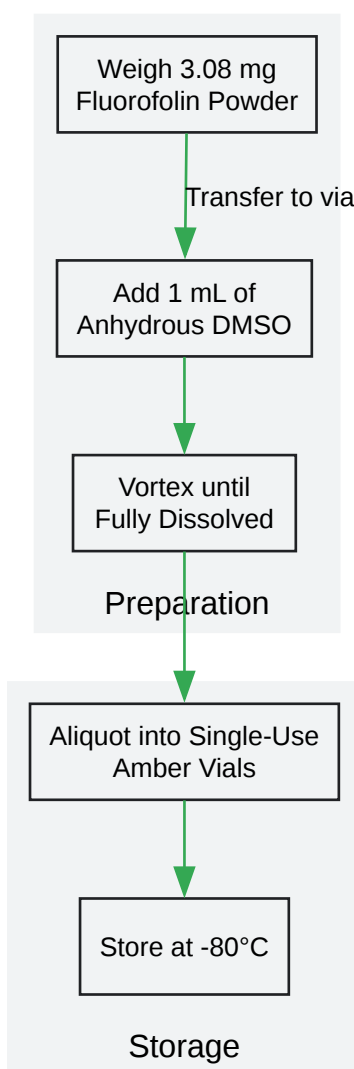 Weigh 3.08 mg
Fluorofolin Powder
Transfer to via
Add 1 mL of
Anhydrous DMSO
Vortex until
Fully Dissolved
Preparation
Aliquot into Single-Use
Amber Vials
Store at -80°C
Storage